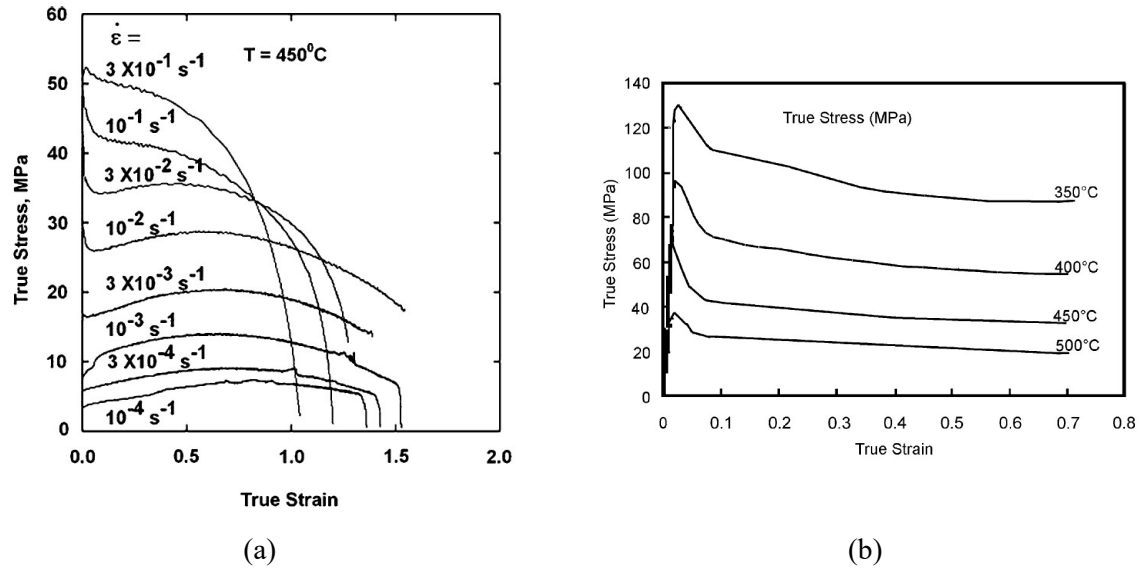 60
50
40
30
20
10
0
True Stress, MPa
ε̇ =
T = 450⁰C
3 X10⁻¹ s⁻¹
10⁻¹ s⁻¹
3 X10⁻² s⁻¹
10⁻² s⁻¹
3 X10⁻³ s⁻¹
10⁻³ s⁻¹
3 X10⁻⁴ s⁻¹
10⁻⁴ s⁻¹
0.0 0.5 1.0 1.5 2.0
True Strain
(a)
140
120
100
80
60
40
20
0
True Stress (MPa)
True Stress (MPa)
350°C
400°C
450°C
500°C
0 0.1 0.2 0.3 0.4 0.5 0.6 0.7 0.8
True Strain
(b)